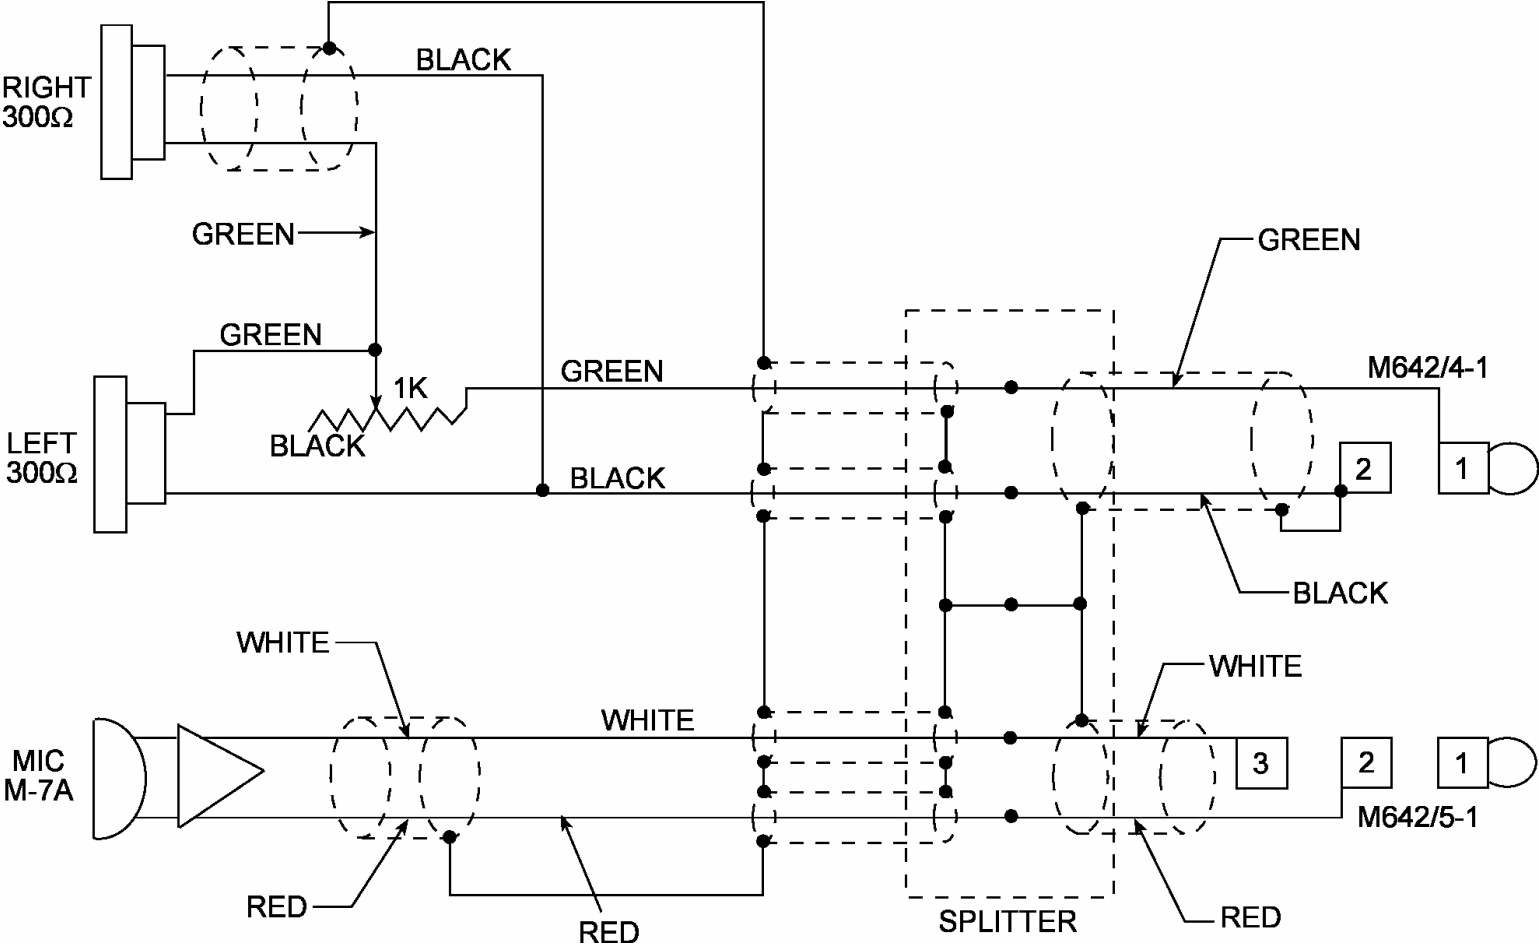 BLACK
RIGHT
300Ω
GREEN
GREEN
GREEN
1K
GREEN
M642/4-1
BLACK
LEFT
300Ω
BLACK
2
1
BLACK
WHITE
WHITE
WHITE
MIC
M-7A
3
2
1
M642/5-1
RED
RED
SPLITTER
RED